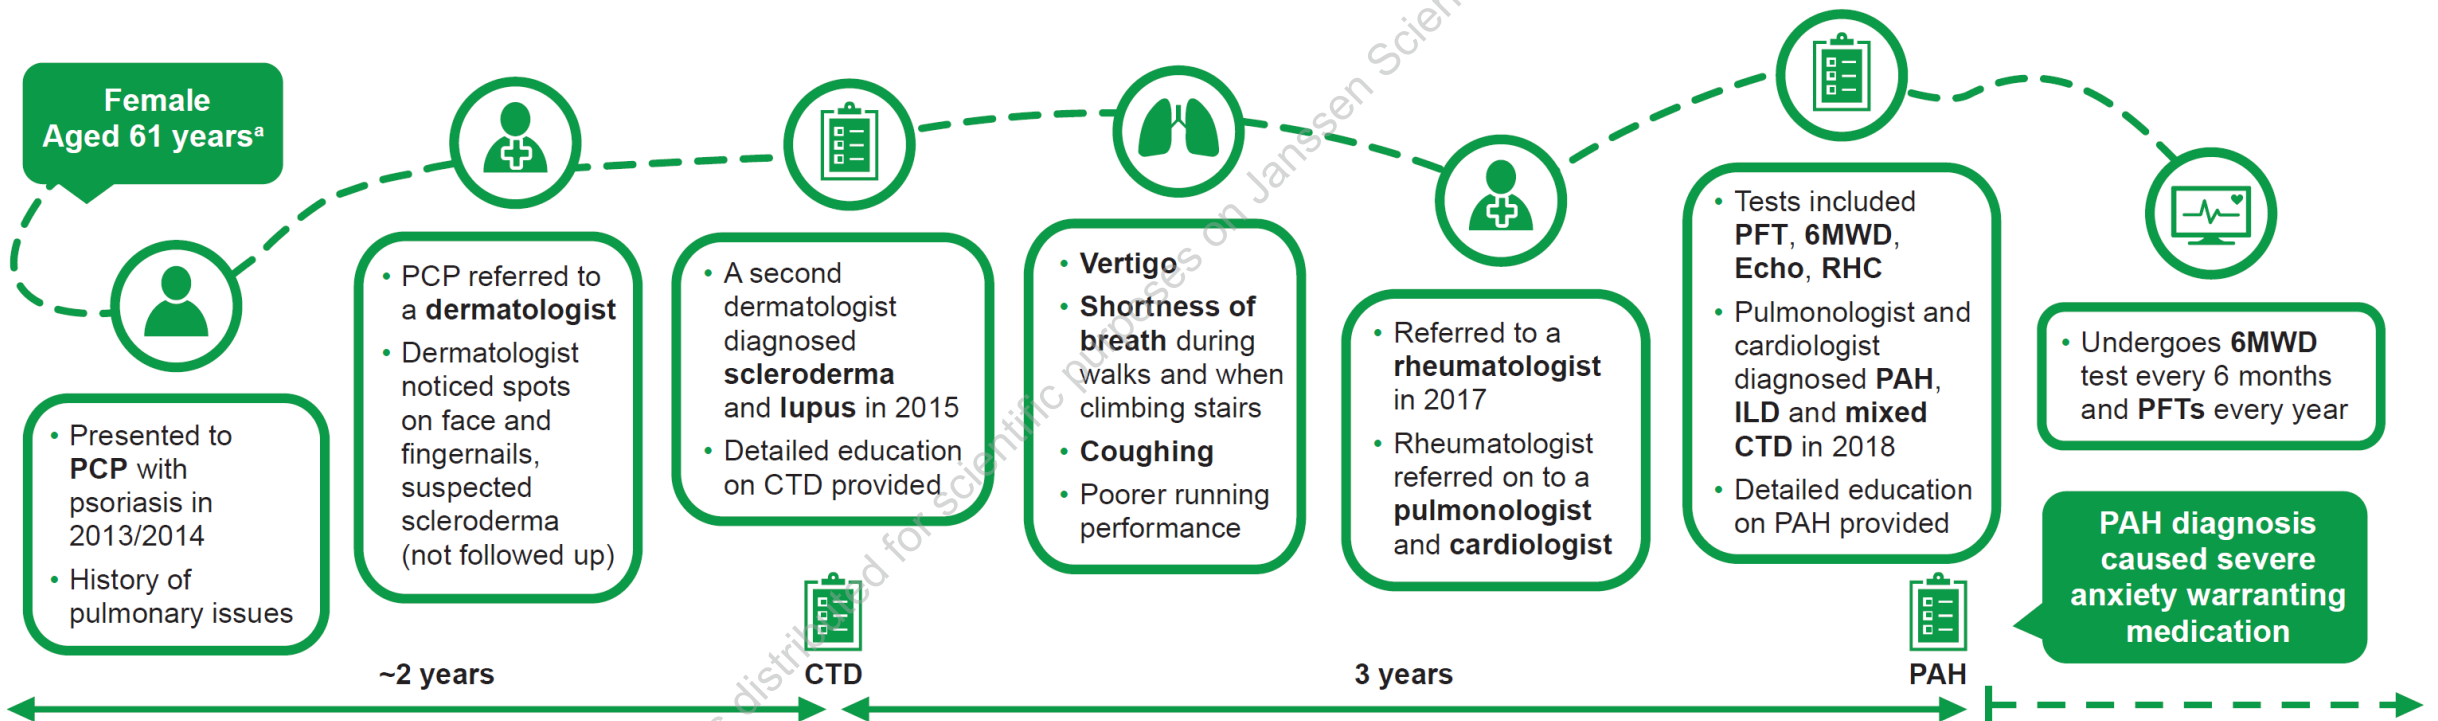 Female
Aged 61 yearsᵃ
• Presented to
PCP with
psoriasis in
2013/2014
• History of
pulmonary issues
• PCP referred to
a dermatologist
• Dermatologist
noticed spots
on face and
fingernails,
suspected
scleroderma
(not followed up)
• A second
dermatologist
diagnosed
scleroderma
and lupus in 2015
• Detailed education
on CTD provided
• Vertigo
• Shortness of
breath during
walks and when
climbing stairs
• Coughing
• Poorer running
performance
• Referred to a
rheumatologist
in 2017
• Rheumatologist
referred on to a
pulmonologist
and cardiologist
• Tests included
PFT, 6MWD,
Echo, RHC
• Pulmonologist and
cardiologist
diagnosed PAH,
ILD and mixed
CTD in 2018
• Detailed education
on PAH provided
• Undergoes 6MWD
test every 6 months
and PFTs every year
PAH diagnosis
caused severe
anxiety warranting
medication
~2 years
CTD
3 years
PAH
distributed for scientific purposes on Janssen